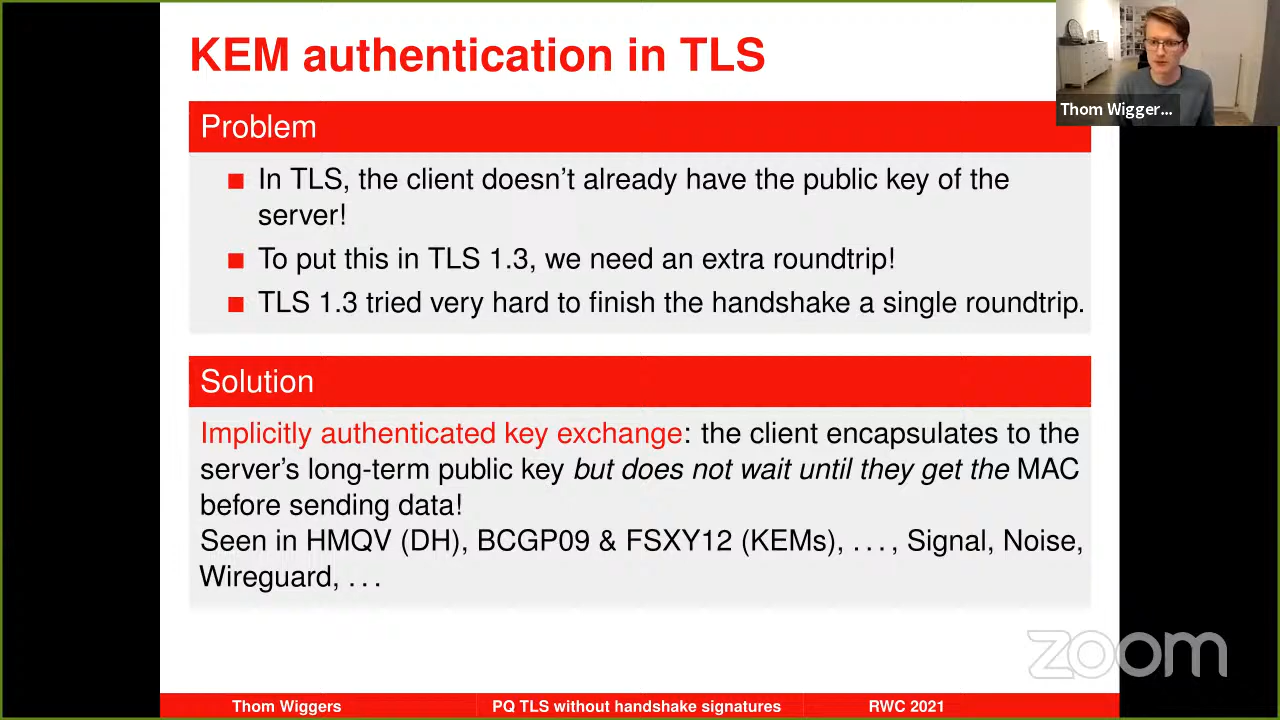 KEM authentication in TLS
Thom Wigger...
Problem
In TLS, the client doesn't already have the public key of the
server!
To put this in TLS 1.3, we need an extra roundtrip!
TLS 1.3 tried very hard to finish the handshake a single roundtrip.
Solution
Implicitly authenticated key exchange: the client encapsulates to the
server's long-term public key but does not wait until they get the MAC
before sending data!
Seen in HMQV (DH), BCGP09 & FSXY12 (KEMs), ..., Signal, Noise,
Wireguard, ...
zoom
Thom Wiggers PQ TLS without handshake signatures RWC 2021